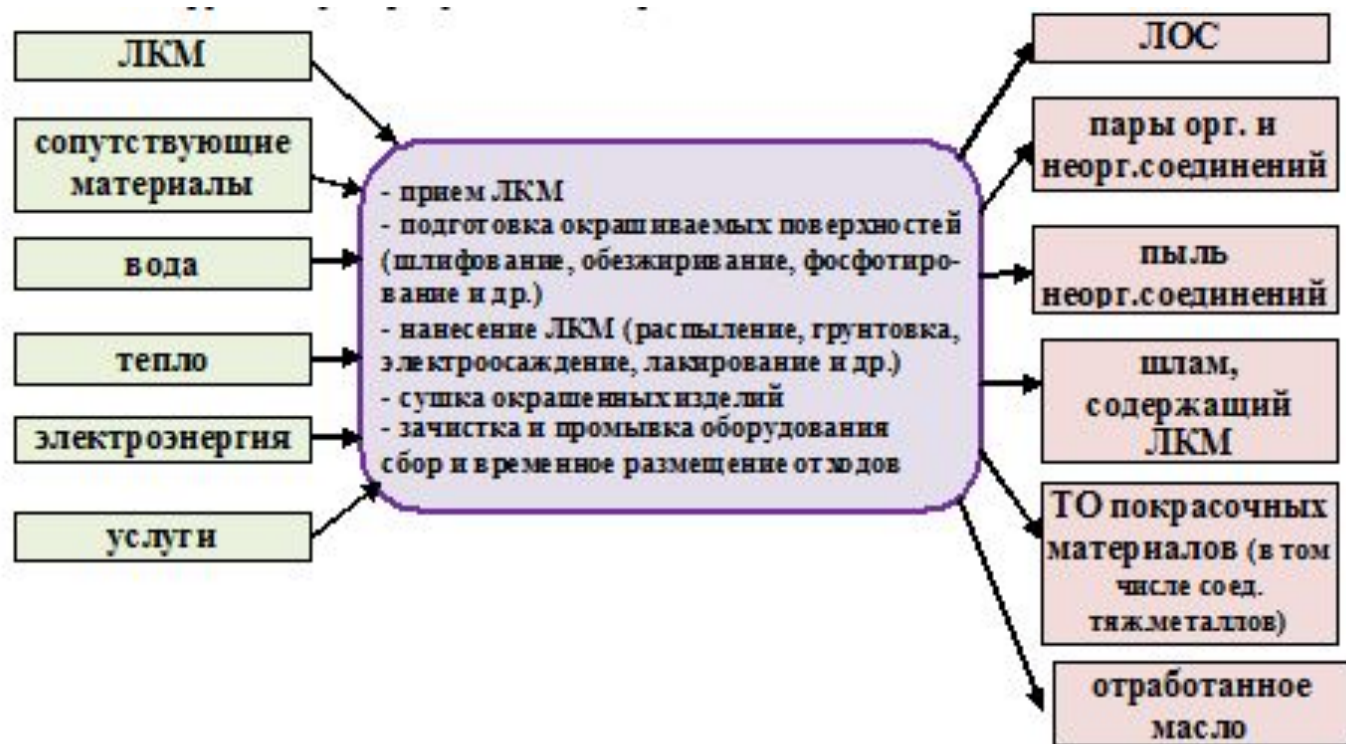 ЛКМ
сопутствующие
материалы
вода
тепло
электроэнергия
услуги
- прием ЛКМ
- подготовка окрашиваемых поверхностей
(шлифование, обезжиривание, фосфотиро-
вание и др.)
- нанесение ЛКМ (распыление, грунтовка,
электроосаждение, лакирование и др.)
- сушка окрашенных изделий
- зачистка и промывка оборудования
сбор и временное размещение отходов
ЛОС
пары орг. и
неорг.соединений
пыль
неорг.соединений
шлам,
содержащий
ЛКМ
ТО покрасочных
материалов (в том
числе соед.
тяж.металлов)
отработанное
масло